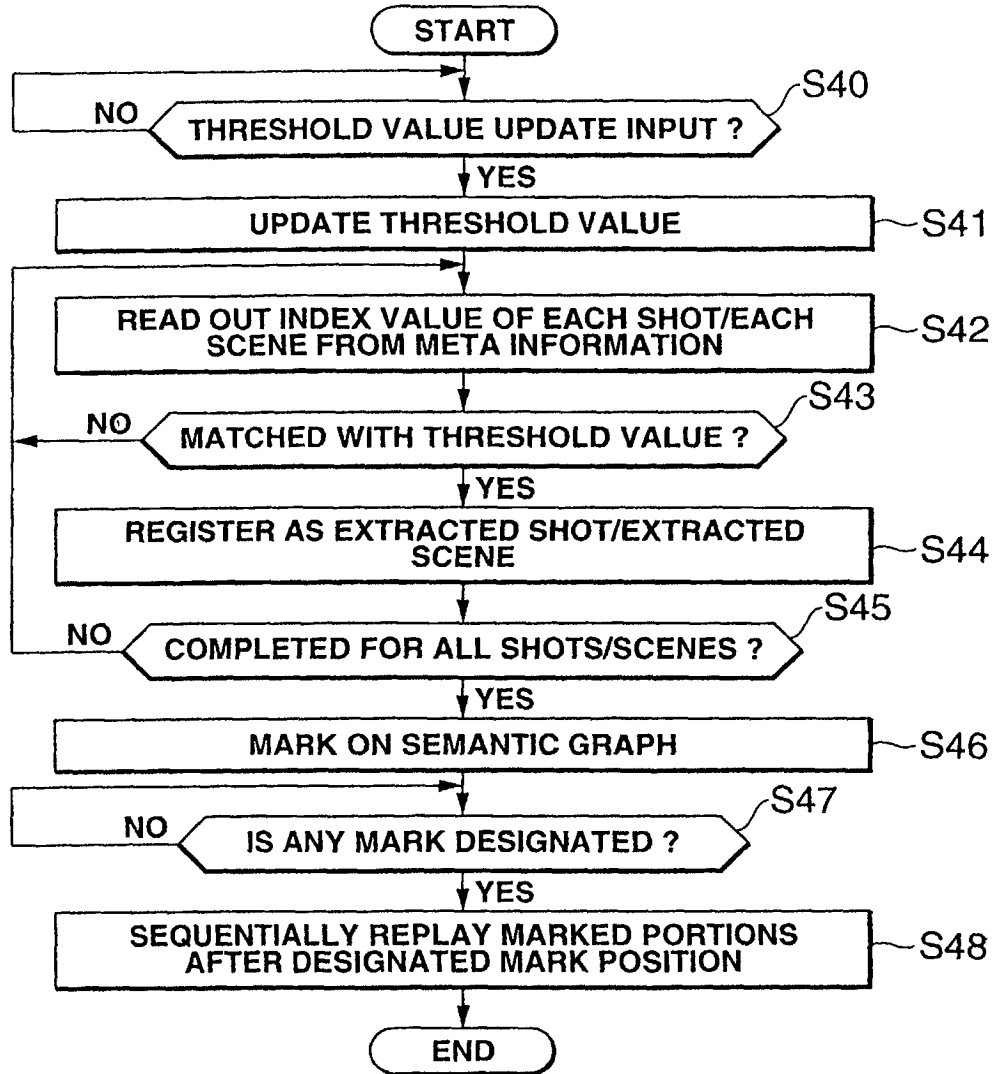 START
NO
S40
THRESHOLD VALUE UPDATE INPUT ?
YES
UPDATE THRESHOLD VALUE
S41
READ OUT INDEX VALUE OF EACH SHOT/EACH
SCENE FROM META INFORMATION
S42
S43
NO
MATCHED WITH THRESHOLD VALUE ?
YES
REGISTER AS EXTRACTED SHOT/EXTRACTED
SCENE
S44
S45
NO
COMPLETED FOR ALL SHOTS/SCENES ?
YES
MARK ON SEMANTIC GRAPH
S46
S47
NO
IS ANY MARK DESIGNATED ?
YES
SEQUENTIALLY REPLAY MARKED PORTIONS
AFTER DESIGNATED MARK POSITION
S48
END